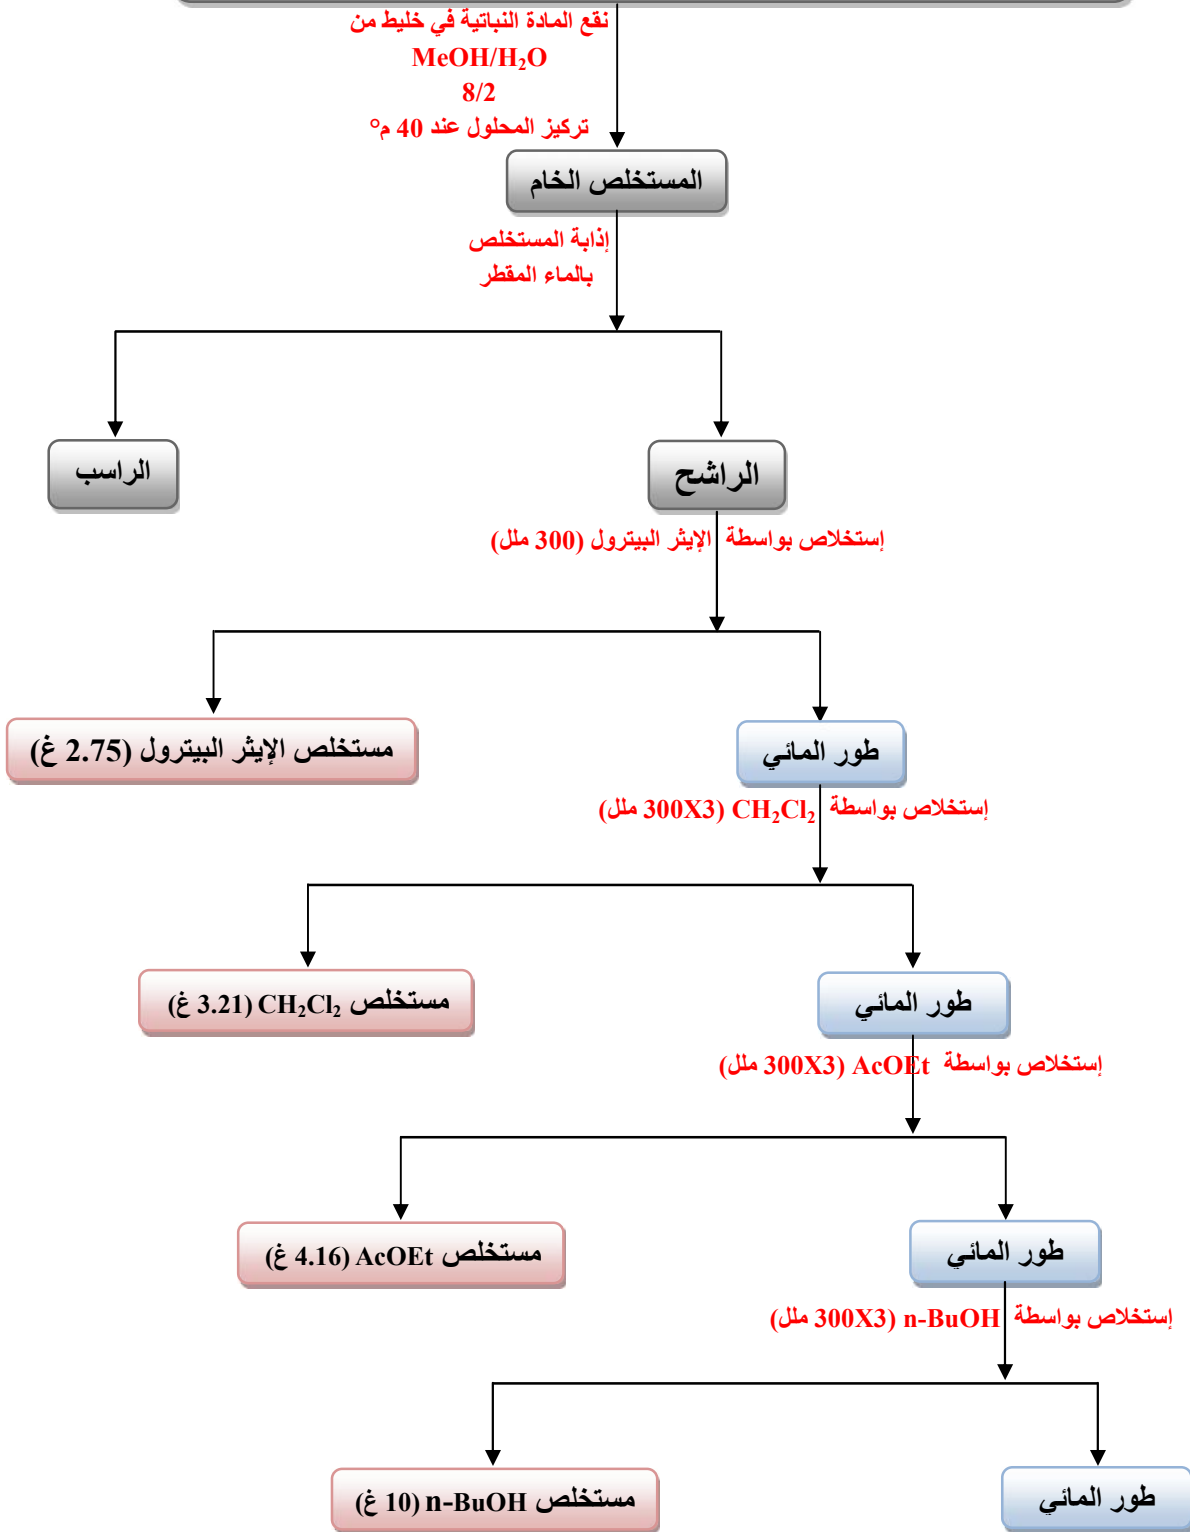 نقع المادة النباتية في خليط من
MeOH/H₂O
8/2
تركيز المحلول عند 40 م°
المستخلص الخام
إذابة المستخلص
بالماء المقطر
الراشح
الراسب
إستخلاص بواسطة الإيثر البيترول (300 ملل)
طور المائي
مستخلص الإيثر البيترول (2.75 غ)
إستخلاص بواسطة CH₂Cl₂ (300X3 ملل)
طور المائي
مستخلص CH₂Cl₂ (3.21 غ)
إستخلاص بواسطة AcOEt (300X3 ملل)
طور المائي
مستخلص AcOEt (4.16 غ)
إستخلاص بواسطة n-BuOH (300X3 ملل)
طور المائي
مستخلص n-BuOH (10 غ)